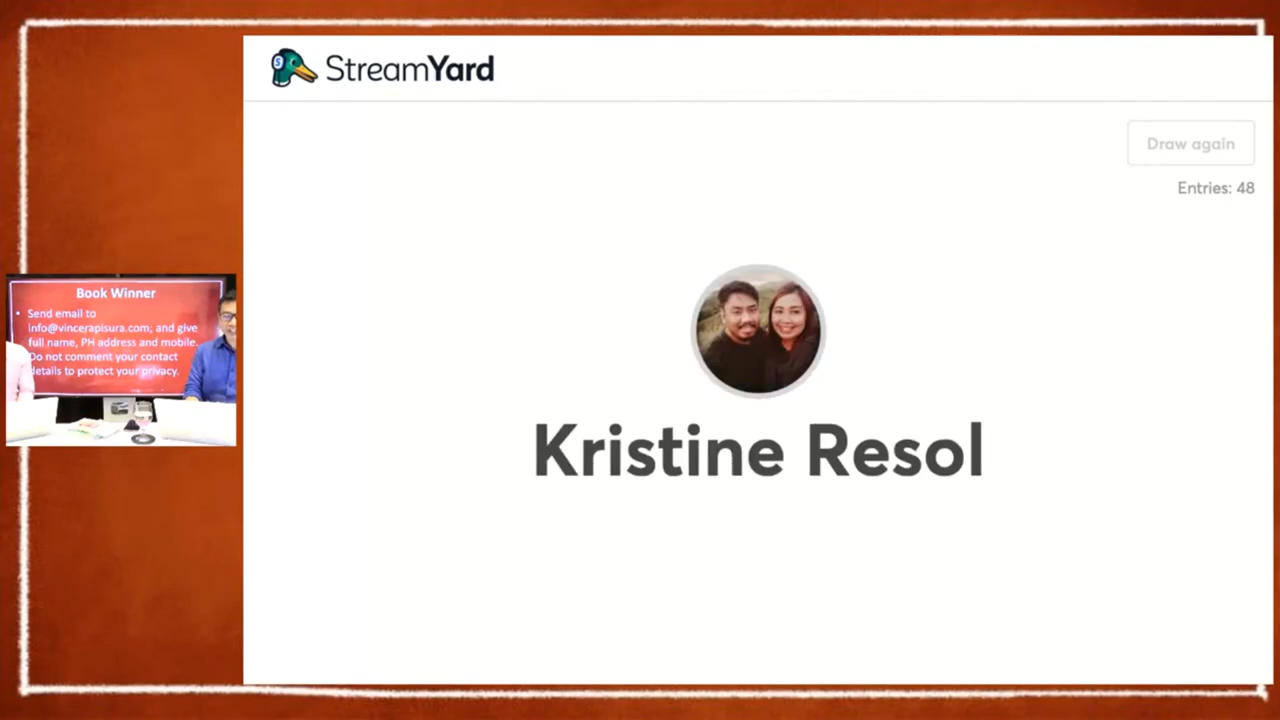 StreamYard
Draw again
Entries: 48
Book Winner
• Send email to
info@vincerapisura.com; and give
full name, PH address and mobile.
Do not comment your contact
details to protect your privacy.
Kristine Resol